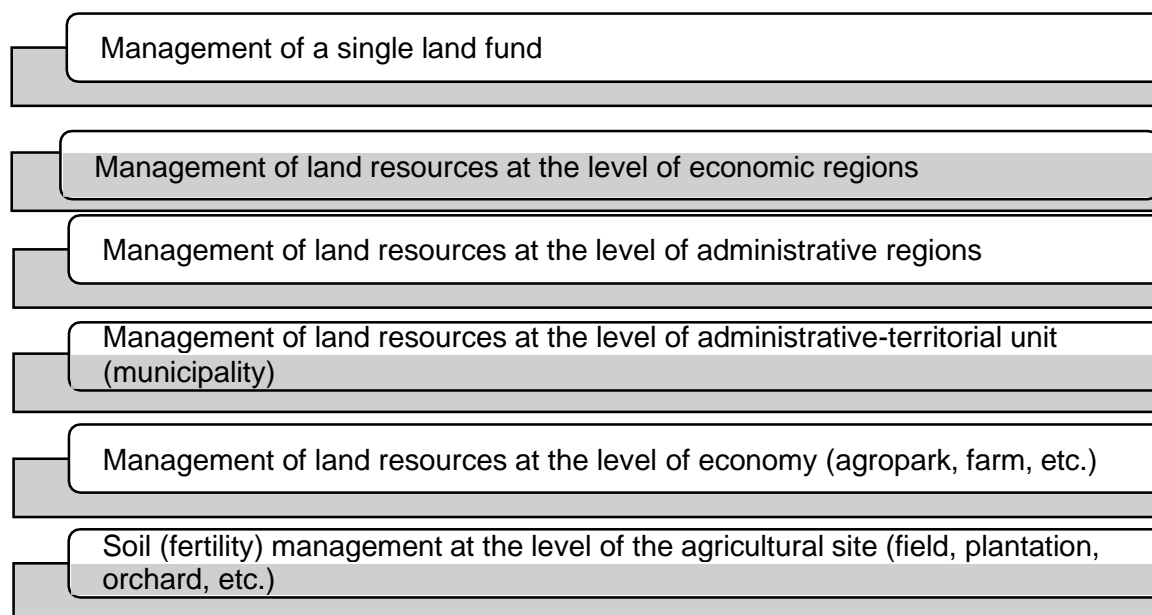 Management of a single land fund
Management of land resources at the level of economic regions
Management of land resources at the level of administrative regions
Management of land resources at the level of administrative-territorial unit
(municipality)
Management of land resources at the level of economy (agropark, farm, etc.)
Soil (fertility) management at the level of the agricultural site (field, plantation,
orchard, etc.)